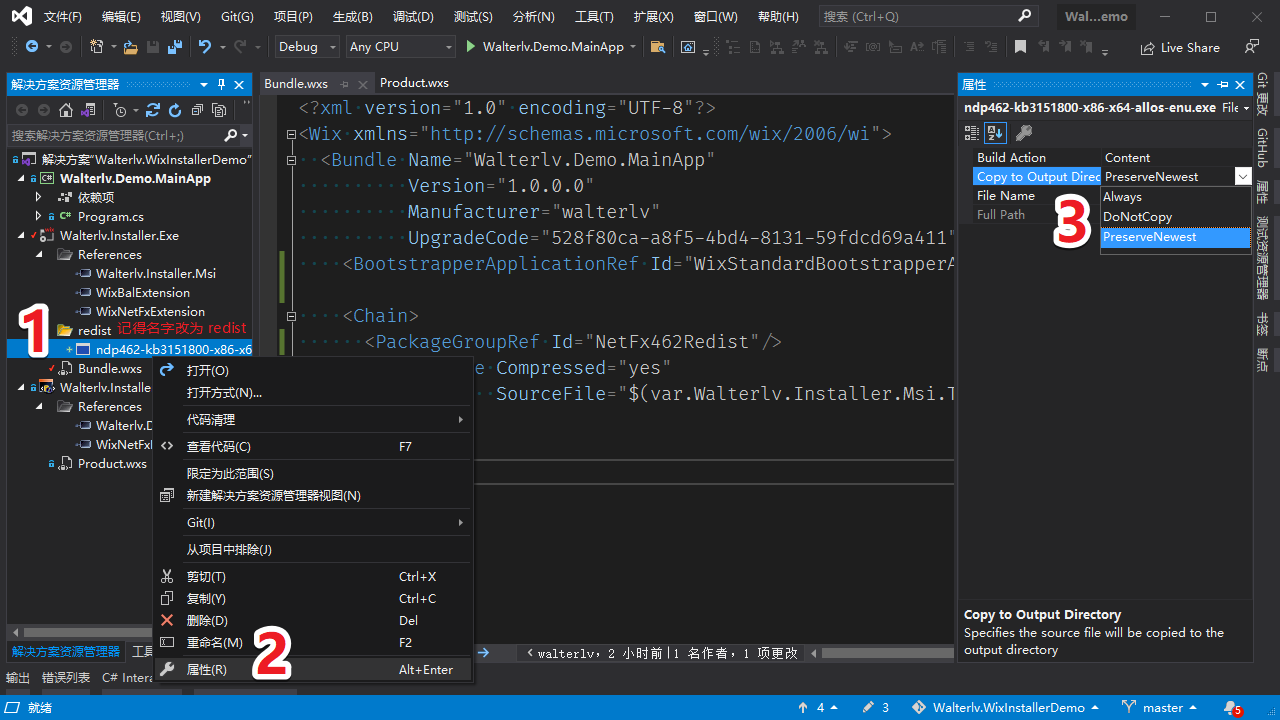 文件(F) 编辑(E) 视图(V) Git(G) 项目(P) 生成(B) 调试(D) 测试(S) 分析(N) 工具(T) 扩展(X) 窗口(W) 帮助(H) 搜索 (Ctrl+Q) Wal...emo
Debug Any CPU Walterlv.Demo.MainApp Live Share
解决方案资源管理器
搜索解决方案资源管理器(Ctrl+;)
解决方案"Walterlv.WixInstallerDemo"
Walterlv.Demo.MainApp
依赖项
C# Program.cs
Walterlv.Installer.Exe
References
Walterlv.Installer.Msi
WixBalExtension
WixNetFxExtension
1
redist 记得名字改为 redist
ndp462-kb3151800-x86-x6
Bundle.wxs
Walterlv.Installe
References
Walterlv.D
WixNetFxl
Product.wxs
打开(O)
打开方式(N)...
代码清理
查看代码(C) F7
限定为此范围(S)
新建解决方案资源管理器视图(N)
Git(I)
从项目中排除(J)
剪切(T) Ctrl+X
复制(Y) Ctrl+C
删除(D) Del
重命名(M) F2
2
属性(R) Alt+Enter
解决方案资源管理器 工具
输出 错误列表 C# Intera
Bundle.wxs Product.wxs
<?xml version="1.0" encoding="UTF-8"?>
<Wix xmlns="http://schemas.microsoft.com/wix/2006/wi">
<Bundle Name="Walterlv.Demo.MainApp"
Version="1.0.0.0"
Manufacturer="walterlv"
UpgradeCode="528f80ca-a8f5-4bd4-8131-59fdcd69a411"
<BootstrapperApplicationRef Id="WixStandardBootstrapperA
<Chain>
<PackageGroupRef Id="NetFx462Redist"/>
e Compressed="yes"
SourceFile="$(var.Walterlv.Installer.Msi.T
walterlv，2 小时前|1 名作者，1 项更改
属性
ndp462-kb3151800-x86-x64-allos-enu.exe File
Build Action Content
Copy to Output Direc PreserveNewest
File Name
Full Path
3
Always
DoNotCopy
PreserveNewest
Copy to Output Directory
Specifies the source file will be copied to the
output directory
Git 更改
GitHub
属性
测试资源管理器
书签
断点
就绪 4 3 Walterlv.WixInstallerDemo master 5